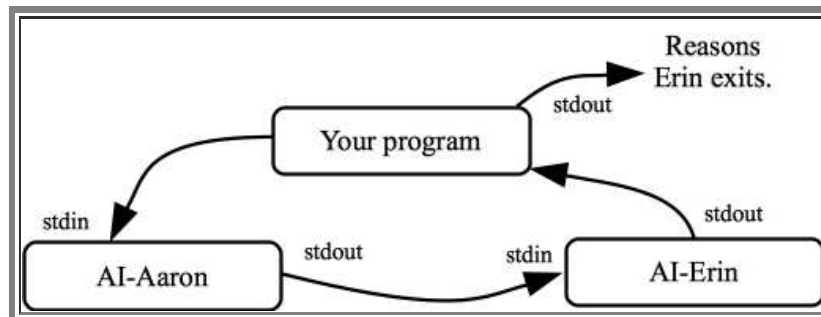 Reasons
Erin exits.
stdout
Your program
stdin
stdout
stdout
stdin
AI-Aaron
AI-Erin